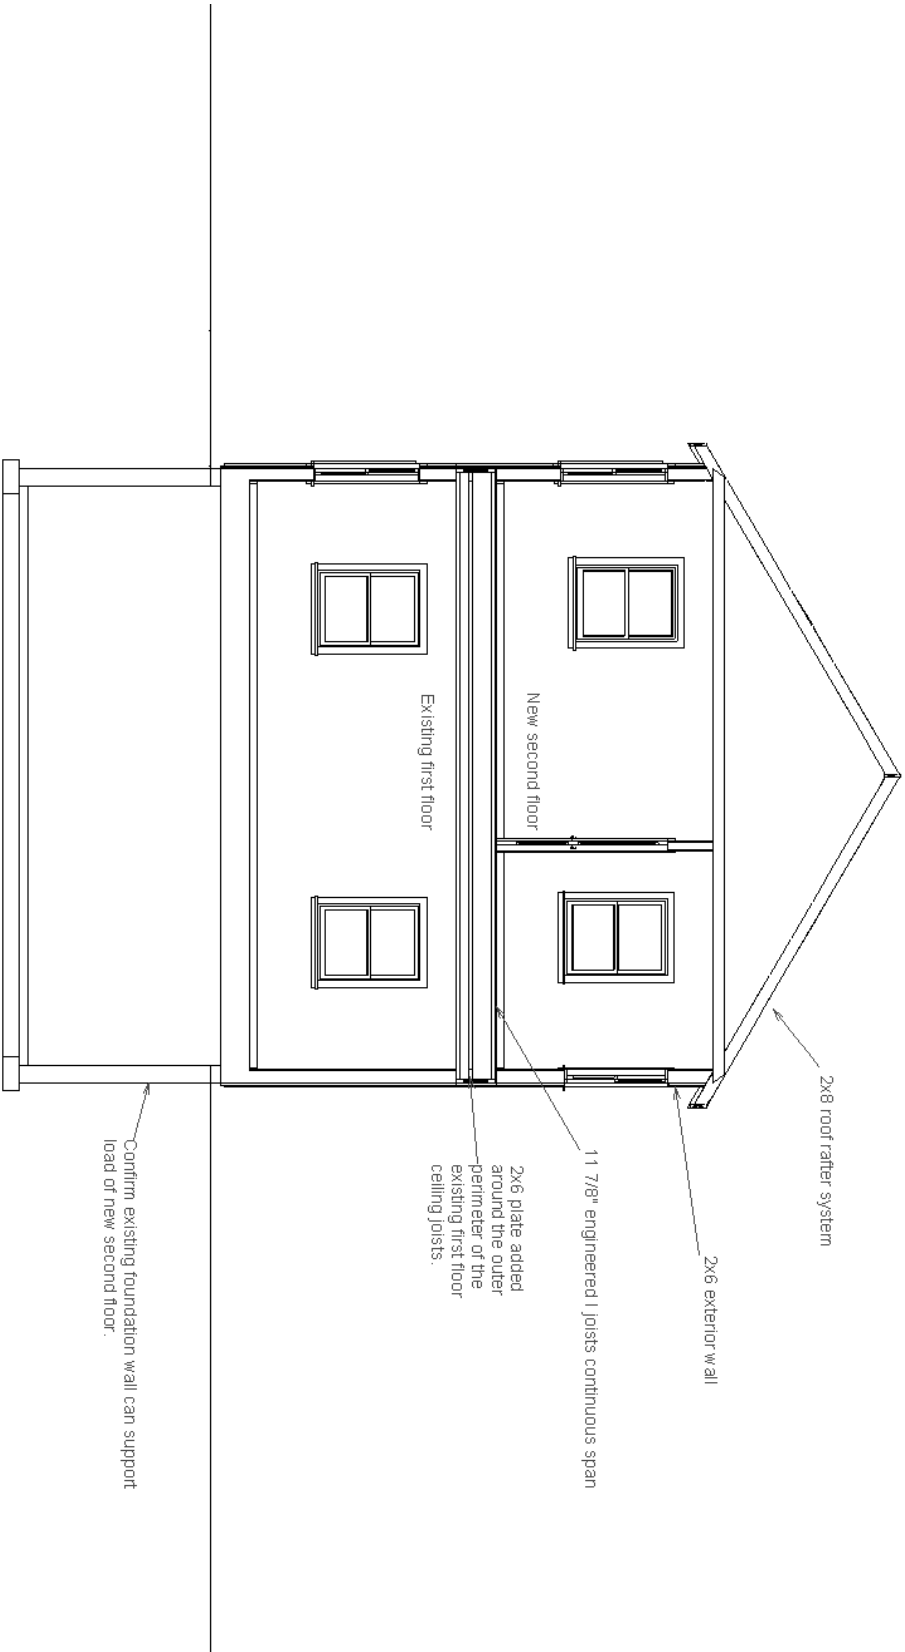 2x8 roof rafter system
2x6 exterior wall
11 7/8" engineered I joists continuous span
New second floor
2x6 plate added
around the outer
perimeter of the
existing first floor
ceiling joists.
Existing first floor
Confirm existing foundation wall can support
load of new second floor.